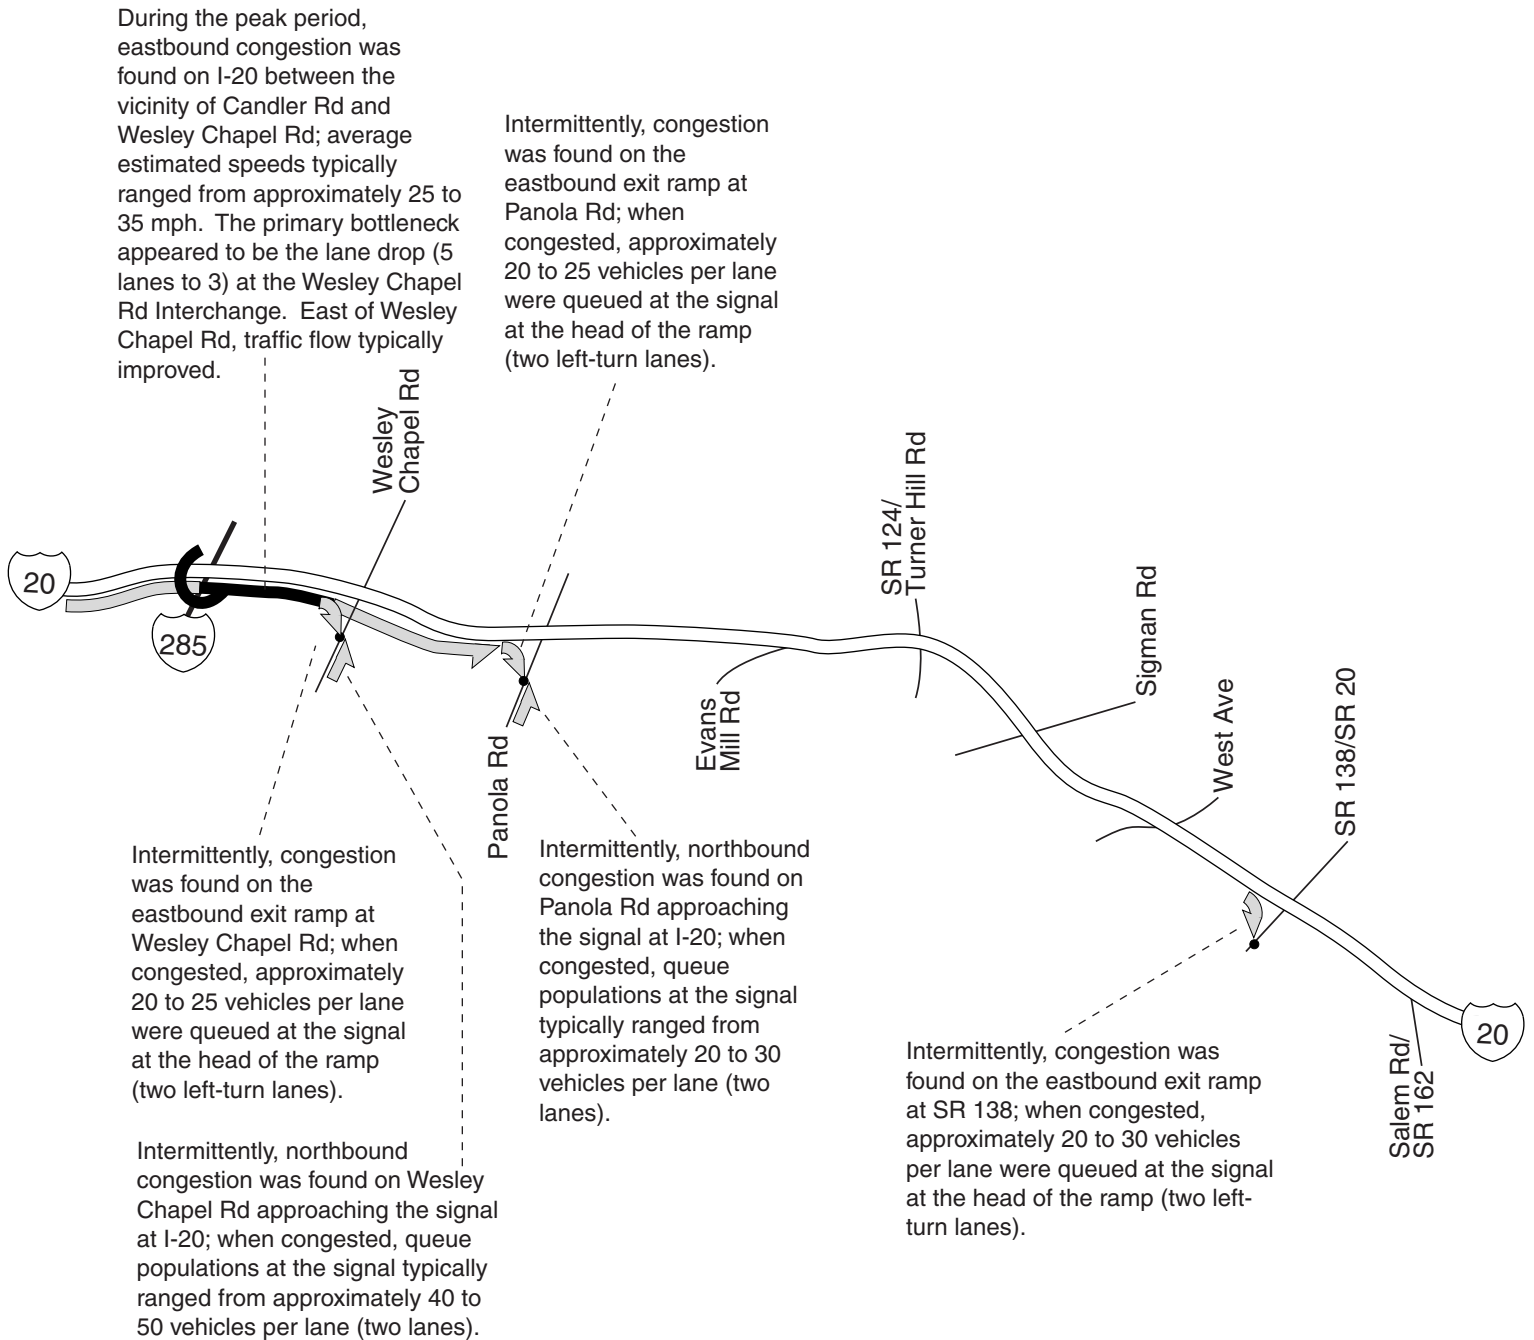 During the peak period,
eastbound congestion was
found on I-20 between the
vicinity of Candler Rd and
Wesley Chapel Rd; average
estimated speeds typically
ranged from approximately 25 to
35 mph.  The primary bottleneck
appeared to be the lane drop (5
lanes to 3) at the Wesley Chapel
Rd Interchange.  East of Wesley
Chapel Rd, traffic flow typically
improved.
Intermittently, congestion
was found on the
eastbound exit ramp at
Panola Rd; when
congested, approximately
20 to 25 vehicles per lane
were queued at the signal
at the head of the ramp
(two left-turn lanes).
Wesley
Chapel Rd
SR 124/
Turner Hill Rd
20
285
Sigman Rd
Evans
Mill Rd
West Ave
SR 138/SR 20
Panola Rd
Intermittently, congestion
was found on the
eastbound exit ramp at
Wesley Chapel Rd; when
congested, approximately
20 to 25 vehicles per lane
were queued at the signal
at the head of the ramp
(two left-turn lanes).
Intermittently, northbound
congestion was found on
Panola Rd approaching
the signal at I-20; when
congested, queue
populations at the signal
typically ranged from
approximately 20 to 30
vehicles per lane (two
lanes).
20
Salem Rd/
SR 162
Intermittently, congestion was
found on the eastbound exit ramp
at SR 138; when congested,
approximately 20 to 30 vehicles
per lane were queued at the signal
at the head of the ramp (two left-
turn lanes).
Intermittently, northbound
congestion was found on Wesley
Chapel Rd approaching the signal
at I-20; when congested, queue
populations at the signal typically
ranged from approximately 40 to
50 vehicles per lane (two lanes).